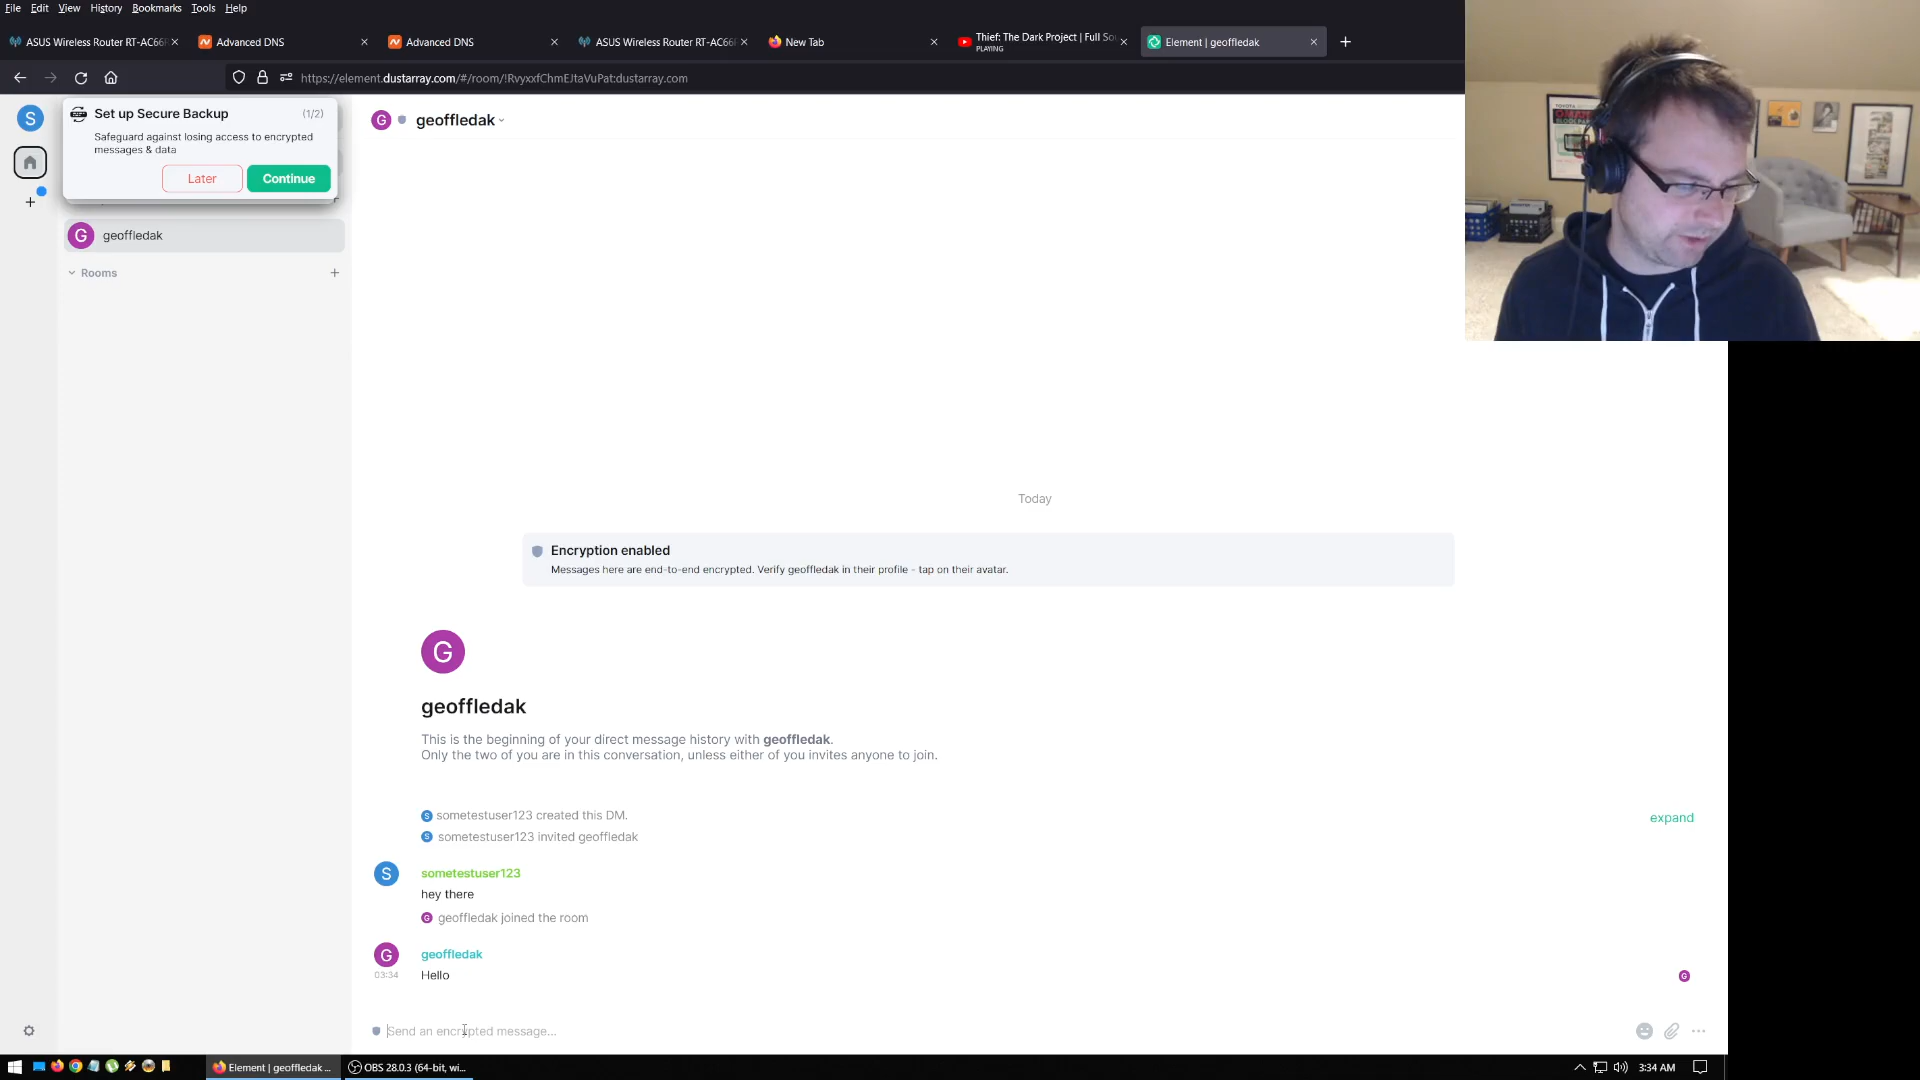 File Edit View History Bookmarks Tools Help
ASUS Wireless Router RT-AC66
Advanced DNS
Advanced DNS
ASUS Wireless Router RT-AC66
New Tab
Thief: The Dark Project | Full So
PLAYING
Element | geoffledak
https://element.dustarray.com/#/room/!RvyxxfChmEJtaVuPat:dustarray.com
S
Set up Secure Backup (1/2)
Safeguard against losing access to encrypted
messages & data
Later Continue
G geoffledak
Rooms
G geoffledak
Today
Encryption enabled
Messages here are end-to-end encrypted. Verify geoffledak in their profile - tap on their avatar.
G
geoffledak
This is the beginning of your direct message history with geoffledak.
Only the two of you are in this conversation, unless either of you invites anyone to join.
S sometestuser123 created this DM.
expand
S sometestuser123 invited geoffledak
S sometestuser123
hey there
G geoffledak joined the room
G geoffledak
03:34 Hello
G
Send an encrypted message...
Element | geoffledak ...
OBS 28.0.3 (64-bit, wi...
3:34 AM